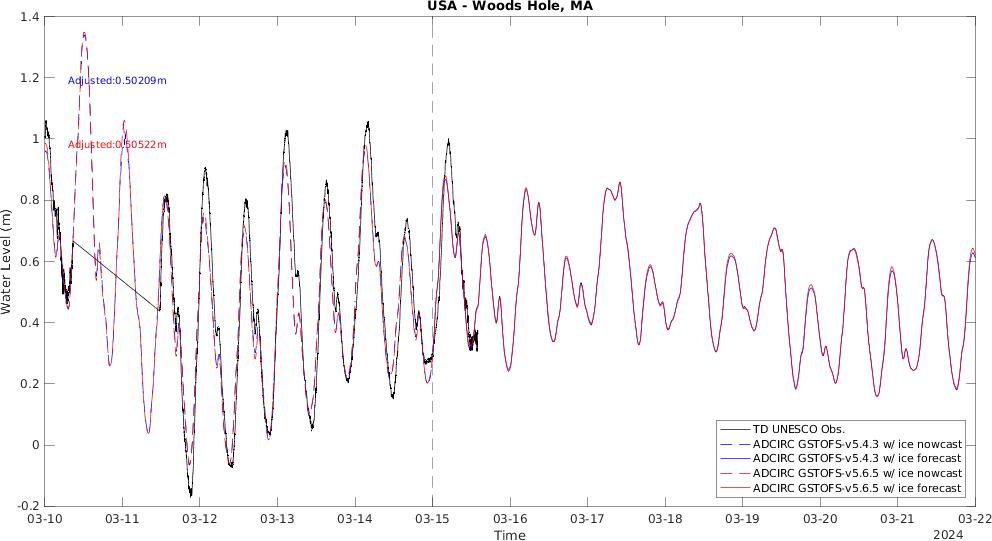 USA - Woods Hole, MA
Water Level (m)
1.4
1.2
1
0.8
0.6
0.4
0.2
0
-0.2
Adjusted:0.50209m
Adjusted:0.50522m
TD UNESCO Obs.
ADCIRC GSTOFS-v5.4.3 w/ ice nowcast
ADCIRC GSTOFS-v5.4.3 w/ ice forecast
ADCIRC GSTOFS-v5.6.5 w/ ice nowcast
ADCIRC GSTOFS-v5.6.5 w/ ice forecast
03-10 03-11 03-12 03-13 03-14 03-15 03-16 03-17 03-18 03-19 03-20 03-21 03-22
Time
2024